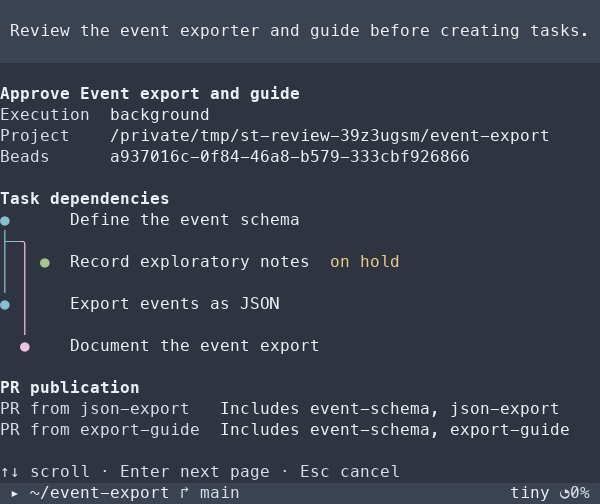 Review the event exporter and guide before creating tasks.
Approve Event export and guide
Execution  background
Project    /private/tmp/st-review-39z3ugsm/event-export
Beads      a937016c-0f84-46a8-b579-333cbf926866
Task dependencies
Define the event schema
Record exploratory notes  on hold
Export events as JSON
Document the event export
PR publication
PR from json-export   Includes event-schema, json-export
PR from export-guide  Includes event-schema, export-guide
↑↓ scroll · Enter next page · Esc cancel
▸ ~/event-export ↱ main    tiny ◔0%